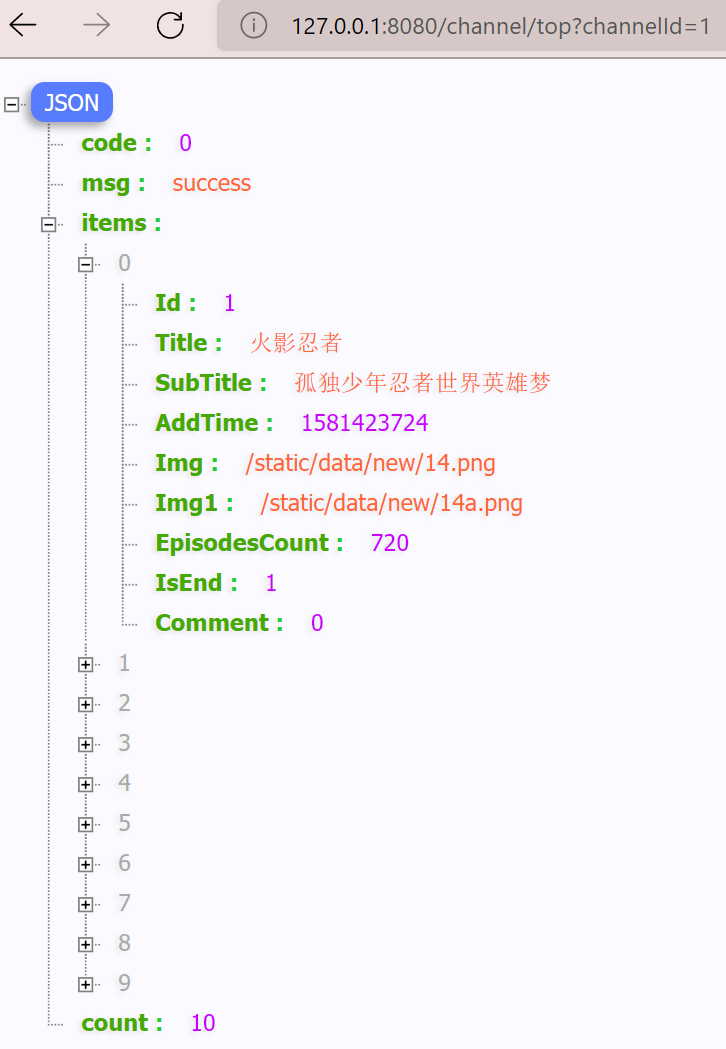 127.0.0.1:8080/channel/top?channelId=1
JSON
code : 0
msg : success
items :
0
Id : 1
Title : 火影忍者
SubTitle : 孤独少年忍者世界英雄梦
AddTime : 1581423724
Img : /static/data/new/14.png
Img1 : /static/data/new/14a.png
EpisodesCount : 720
IsEnd : 1
Comment : 0
1
2
3
4
5
6
7
8
9
count : 10